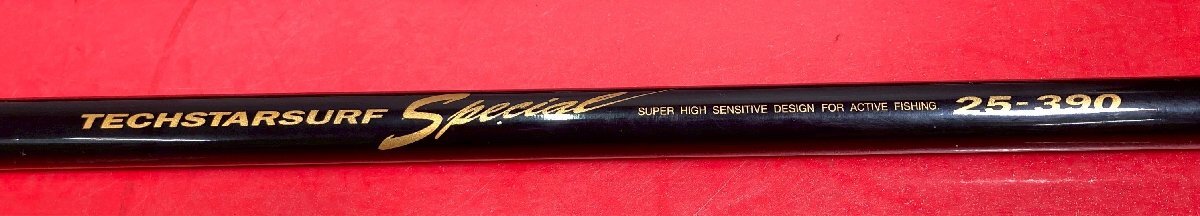 TECHSTARSURF Special SUPER HIGH SENSITIVE DESIGN FOR ACTIVE FISHING 25-390